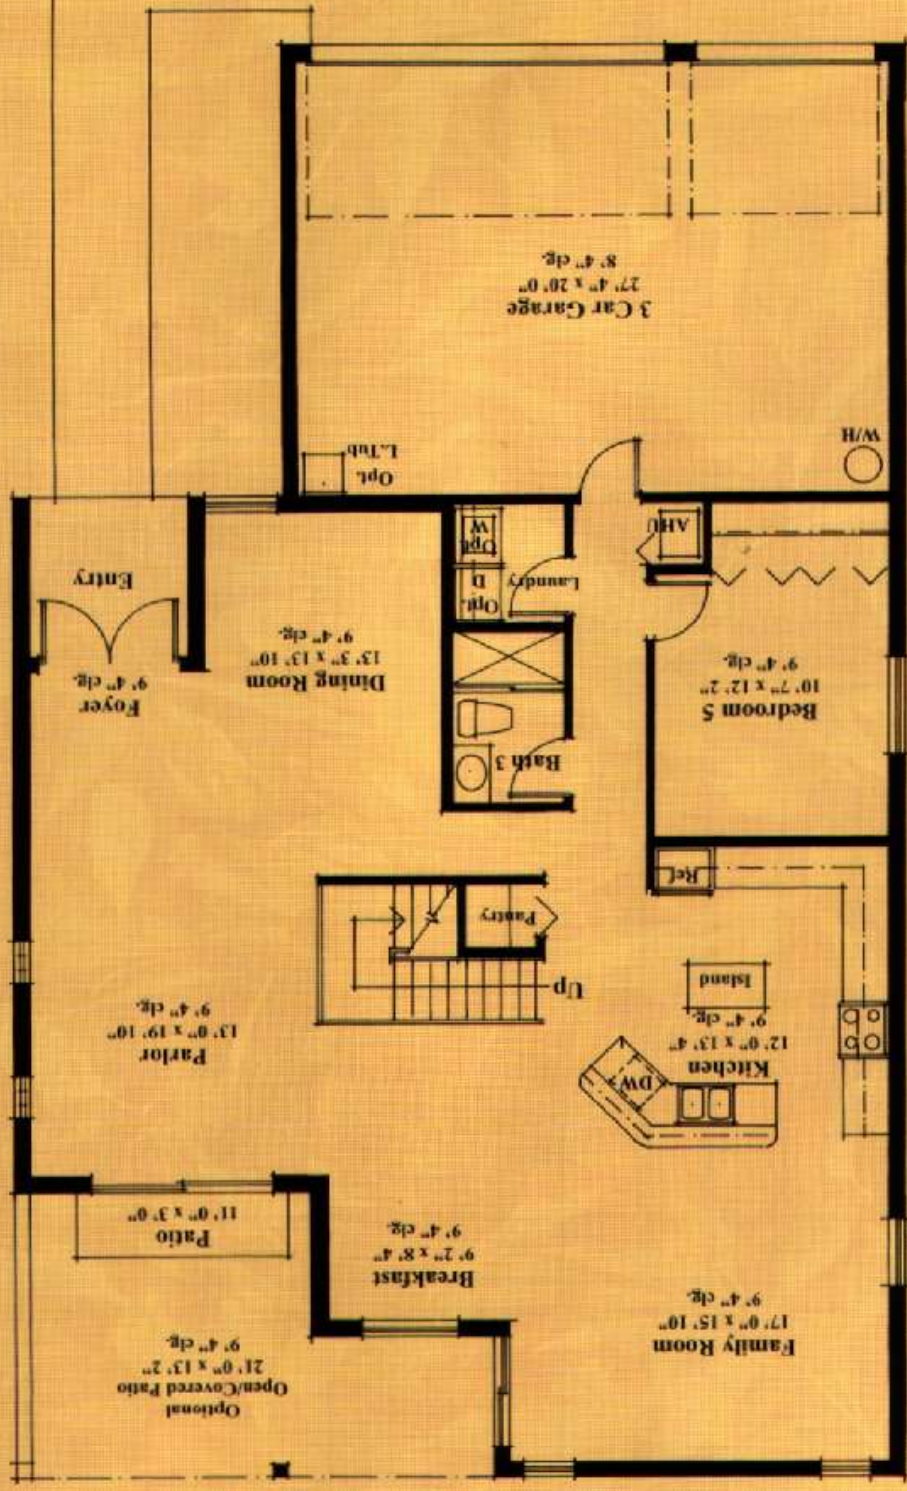 Optional
Open/Covered Patio
21' 0" x 13' 2"
9' 4" clg.
Family Room
17' 0" x 15' 10"
9' 4" clg.
Breakfast
9' 2" x 8' 4"
9' 4" clg.
Patio
11' 0" x 3' 0"
DW
Kitchen
12' 0" x 13' 4"
9' 4" clg.
Island
Parlor
13' 0" x 19' 10"
9' 4" clg.
Up
Pantry
Ref.
Bath 3
Bedroom 5
10' 7" x 12' 2"
9' 4" clg.
Dining Room
13' 3" x 13' 10"
9' 4" clg.
Foyer
9' 4" clg.
Laundry
Opt.
D
Opt.
W
Entry
AHU
W/H
Opt.
L.Tub
3 Car Garage
27' 4" x 20' 0"
8' 4" clg.